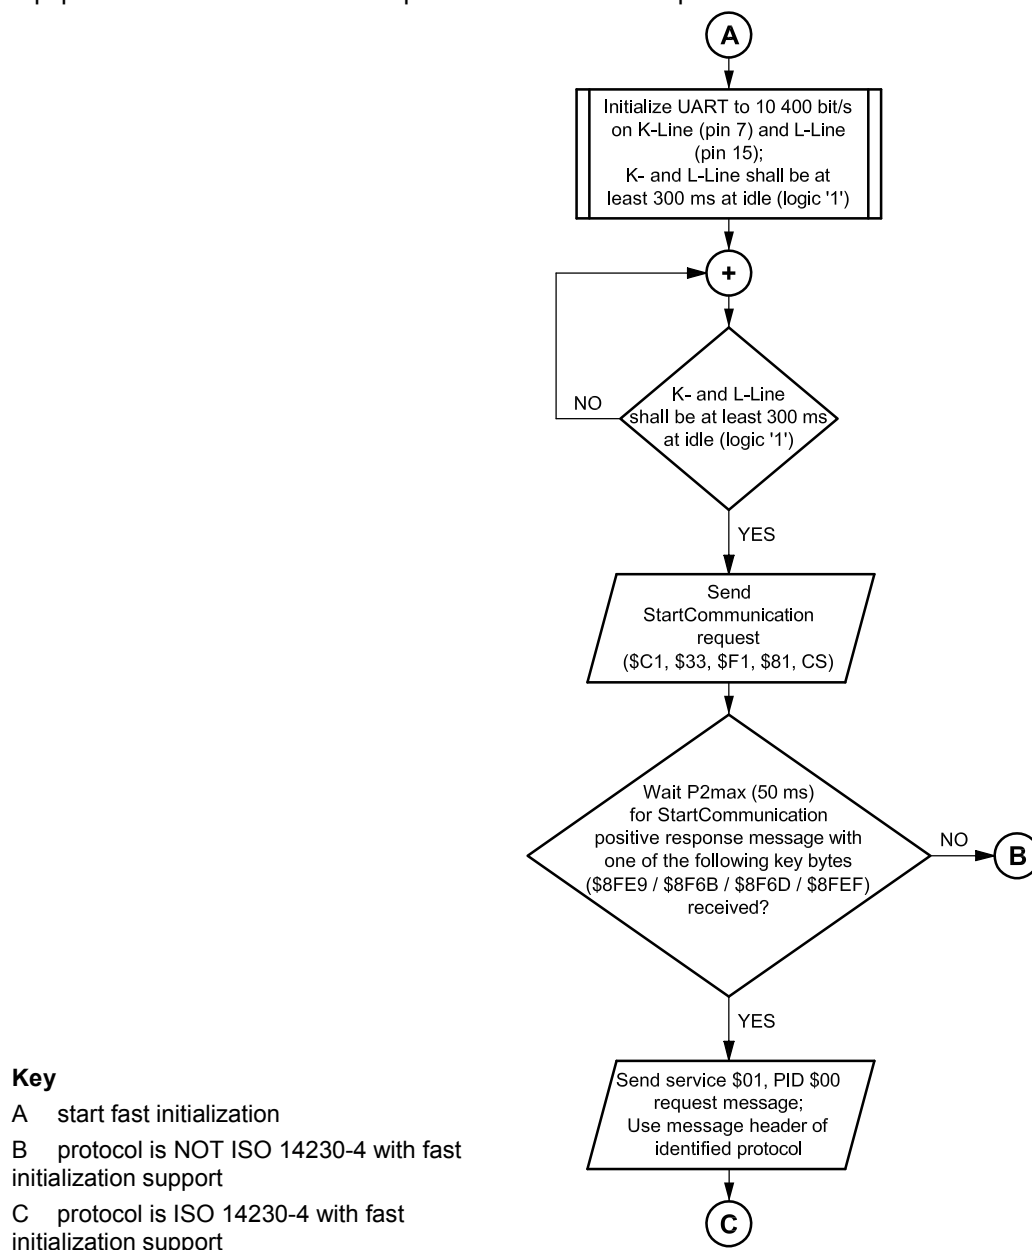 A
Initialize UART to 10 400 bit/s
on K-Line (pin 7) and L-Line
(pin 15);
K- and L-Line shall be at
least 300 ms at idle (logic '1')
+
K- and L-Line
shall be at least 300 ms
at idle (logic '1')
NO
YES
Send
StartCommunication
request
($C1, $33, $F1, $81, CS)
Wait P2max (50 ms)
for StartCommunication
positive response message with
one of the following key bytes
($8FE9 / $8F6B / $8F6D / $8FEF)
received?
NO
B
YES
Send service $01, PID $00
request message;
Use message header of
identified protocol
C
Key
A start fast initialization
B protocol is NOT ISO 14230-4 with fast
initialization support
C protocol is ISO 14230-4 with fast
initialization support